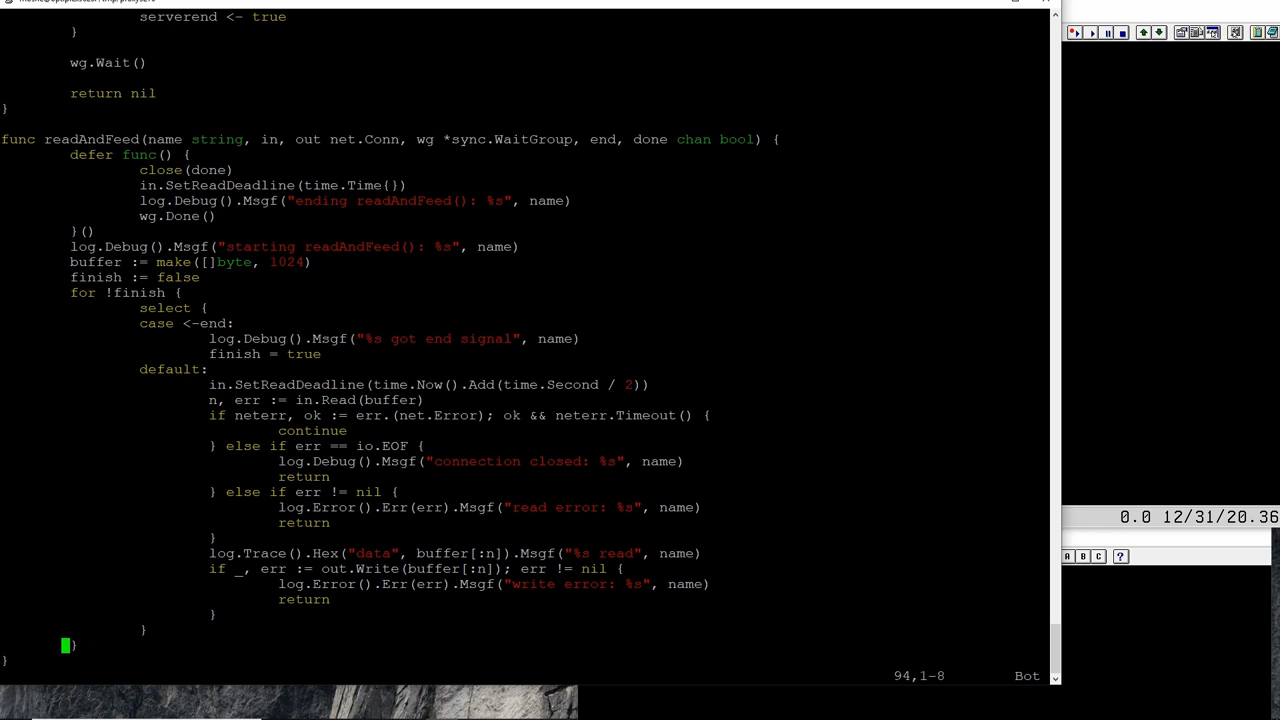 serverend <- true
}
wg.Wait()
return nil
}
func readAndFeed(name string, in, out net.Conn, wg *sync.WaitGroup, end, done chan bool) {
defer func() {
close(done)
in.SetReadDeadline(time.Time{})
log.Debug().Msgf("ending readAndFeed(): %s", name)
wg.Done()
}()
log.Debug().Msgf("starting readAndFeed(): %s", name)
buffer := make([]byte, 1024)
finish := false
for !finish {
select {
case <-end:
log.Debug().Msgf("%s got end signal", name)
finish = true
default:
in.SetReadDeadline(time.Now().Add(time.Second / 2))
n, err := in.Read(buffer)
if neterr, ok := err.(net.Error); ok && neterr.Timeout() {
continue
} else if err == io.EOF {
log.Debug().Msgf("connection closed: %s", name)
return
} else if err != nil {
log.Error().Err(err).Msgf("read error: %s", name)
return
}
log.Trace().Hex("data", buffer[:n]).Msgf("%s read", name)
if _, err := out.Write(buffer[:n]); err != nil {
log.Error().Err(err).Msgf("write error: %s", name)
return
}
}
}
}
94,1-8 Bot
0.0 12/31/20.36
A B C ?